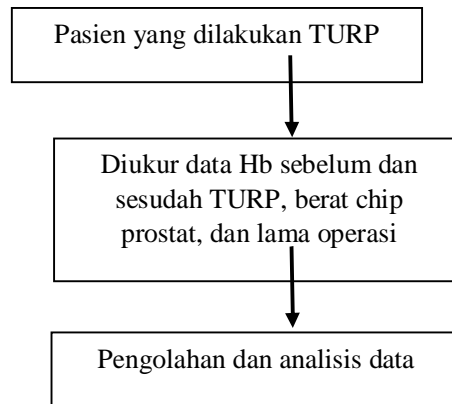 Pasien yang dilakukan TURP
Diukur data Hb sebelum dan
sesudah TURP, berat chip
prostat, dan lama operasi
Pengolahan dan analisis data